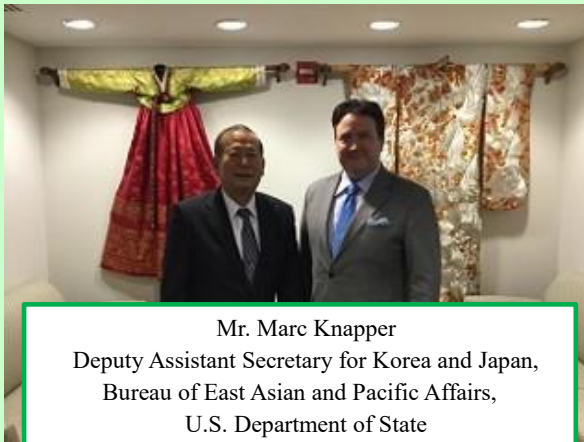 Mr. Marc Knapper
Deputy Assistant Secretary for Korea and Japan,
Bureau of East Asian and Pacific Affairs,
U.S. Department of State